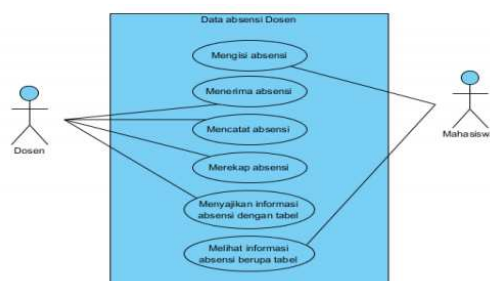 Data absensi Dosen
Mengisi absensi
Menerima absensi
Mencatat absensi
Merekap absensi
Menyajikan informasi
absensi dengan tabel
Melihat informasi
absensi berupa tabel
Dosen
Mahasisw